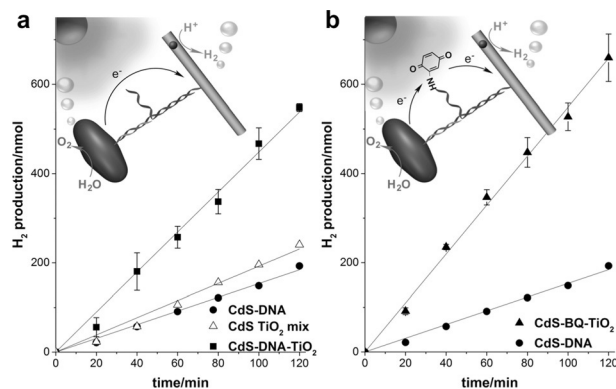 a
H⁺
H₂
e⁻
O₂
H₂O
H₂ production/nmol
600
400
200
0
0 20 40 60 80 100 120
time/min
CdS-DNA
CdS TiO₂ mix
CdS-DNA-TiO₂
b
O
O
NH
H⁺
H₂
e⁻
e⁻
O₂
H₂O
H₂ production/nmol
600
400
200
0
0 20 40 60 80 100 120
time/min
CdS-BQ-TiO₂
CdS-DNA